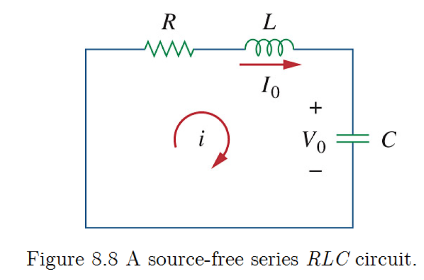 R L
I0
+
i V0 C
–
Figure 8.8 A source-free series RLC circuit.